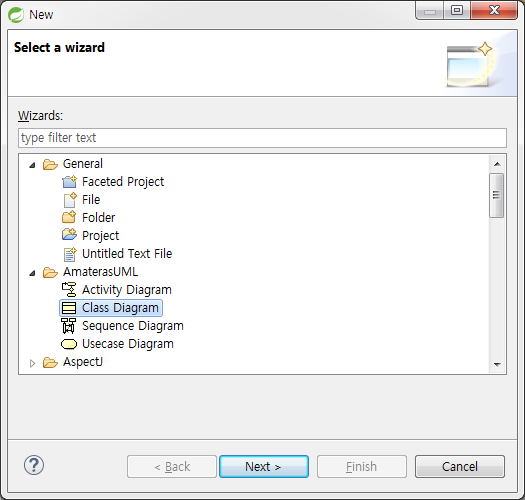 New
Select a wizard
Wizards:
type filter text
General
Faceted Project
File
Folder
Project
Untitled Text File
AmaterasUML
Activity Diagram
Class Diagram
Sequence Diagram
Usecase Diagram
AspectJ
? < Back Next > Finish Cancel